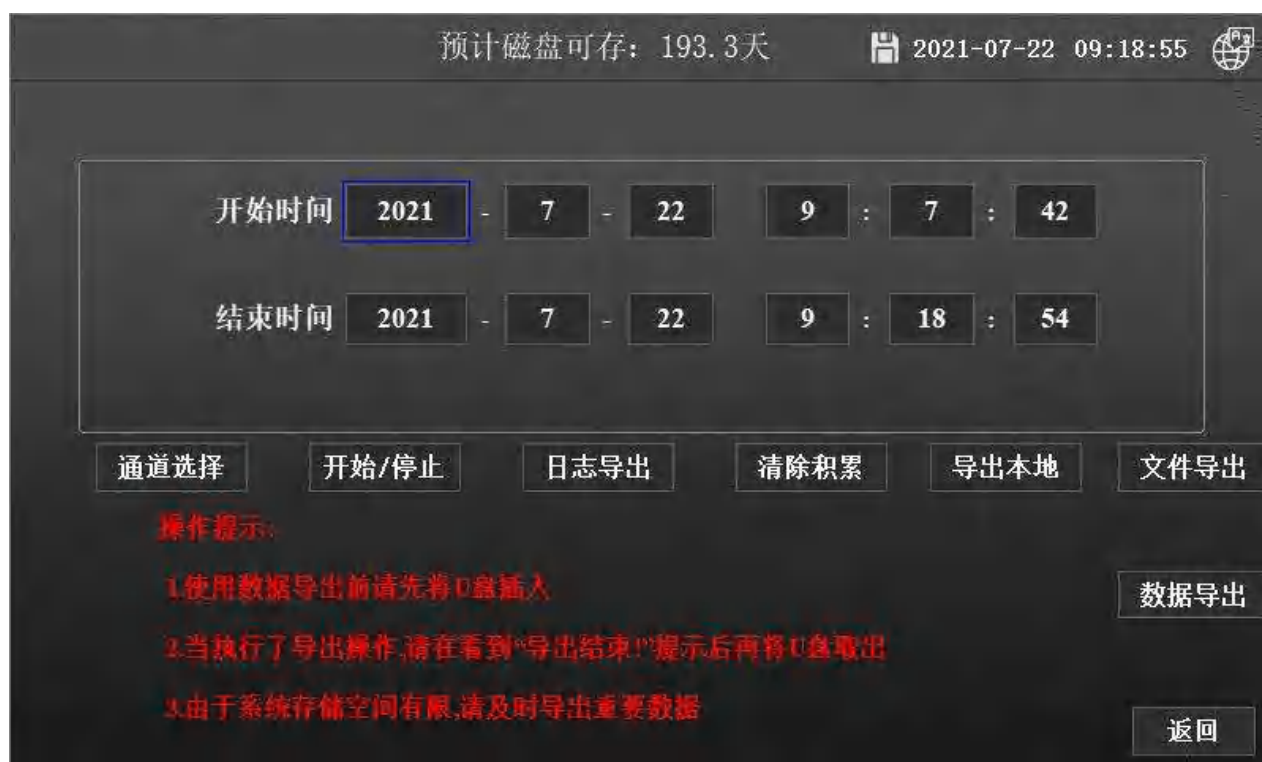 预计磁盘可存: 193.3天 2021-07-22 09:18:55
开始时间 2021 - 7 - 22 9 : 7 : 42
结束时间 2021 - 7 - 22 9 : 18 : 54
通道选择 开始/停止 日志导出 清除积累 导出本地 文件导出
操作提示:
1.使用数据导出前请先将U盘插入
数据导出
2.当执行了导出操作,请在看到“导出结束!”提示后再将U盘取出
3.由于系统存储空间有限,请及时导出重要数据
返回